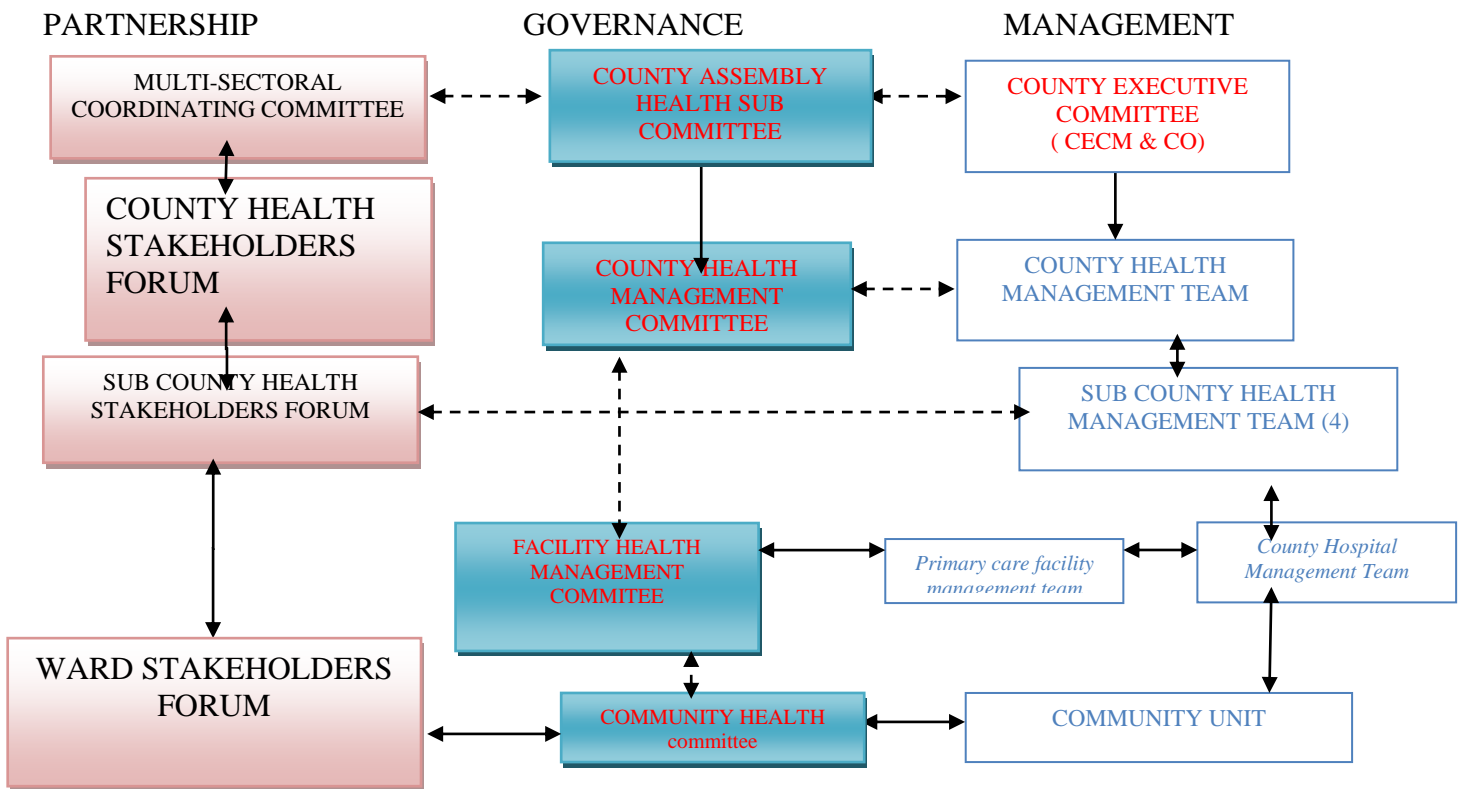 PARTNERSHIP
GOVERNANCE
MANAGEMENT
MULTI-SECTORAL
COORDINATING COMMITTEE
COUNTY ASSEMBLY
HEALTH SUB
COMMITTEE
COUNTY EXECUTIVE
COMMITTEE
( CECM & CO)
COUNTY HEALTH
STAKEHOLDERS
FORUM
COUNTY HEALTH
MANAGEMENT
COMMITTEE
COUNTY HEALTH
MANAGEMENT TEAM
SUB COUNTY HEALTH
STAKEHOLDERS FORUM
SUB COUNTY HEALTH
MANAGEMENT TEAM (4)
FACILITY HEALTH
MANAGEMENT
COMMITEE
Primary care facility
management team
County Hospital
Management Team
WARD STAKEHOLDERS
FORUM
COMMUNITY HEALTH
committee
COMMUNITY UNIT